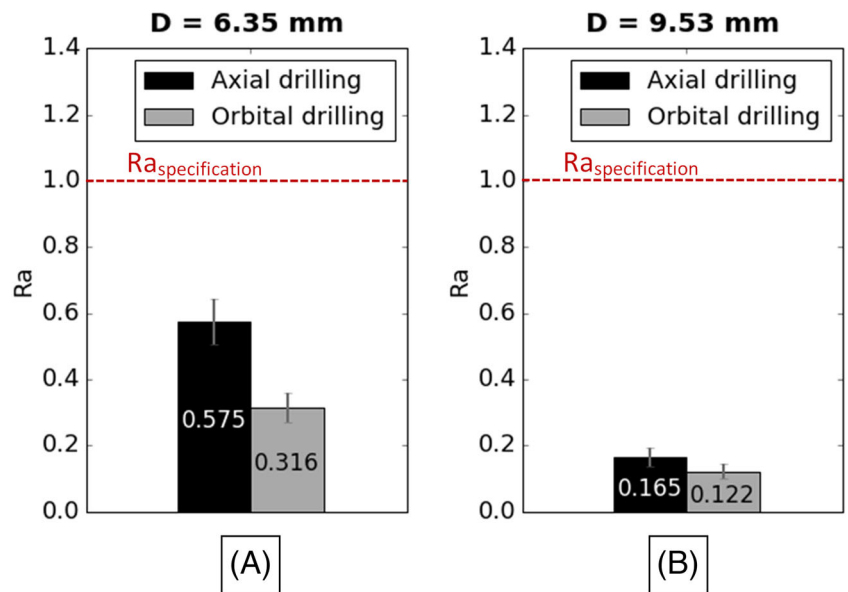 D = 6.35 mm
1.4
1.2
1.0
0.8
0.6
0.4
0.2
0.0
Ra
Axial drilling
Orbital drilling
Raspecification
0.575
0.316
(A)
D = 9.53 mm
1.4
1.2
1.0
0.8
0.6
0.4
0.2
0.0
Ra
Axial drilling
Orbital drilling
Raspecification
0.165
0.122
(B)